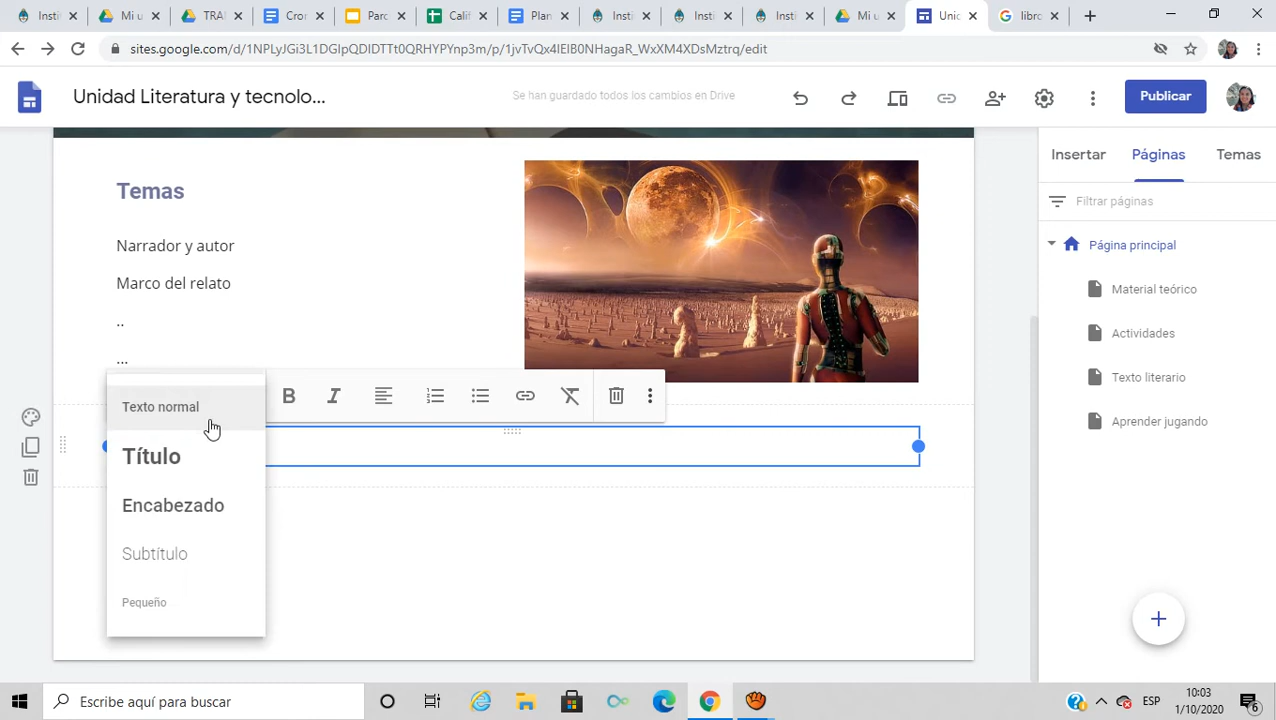 Insti
Mi u
TRA
Cron
Parc
Calif
Plan
Insti
Insti
Insti
Mi u
Unic
libro
sites.google.com/d/1NPLyJGi3L1DGIpQDIDTTt0QRHYPYnp3m/p/1jvTvQx4IEIB0NHagaR_WxXM4XDsMztrq/edit
Unidad Literatura y tecnolo...
Se han guardado todos los cambios en Drive
Publicar
Insertar
Páginas
Temas
Filtrar páginas
Página principal
Material teórico
Actividades
Texto literario
Aprender jugando
Temas
Narrador y autor
Marco del relato
..
...
Texto normal
Título
Encabezado
Subtítulo
Pequeño
Escribe aquí para buscar
ESP
10:03
1/10/2020
6